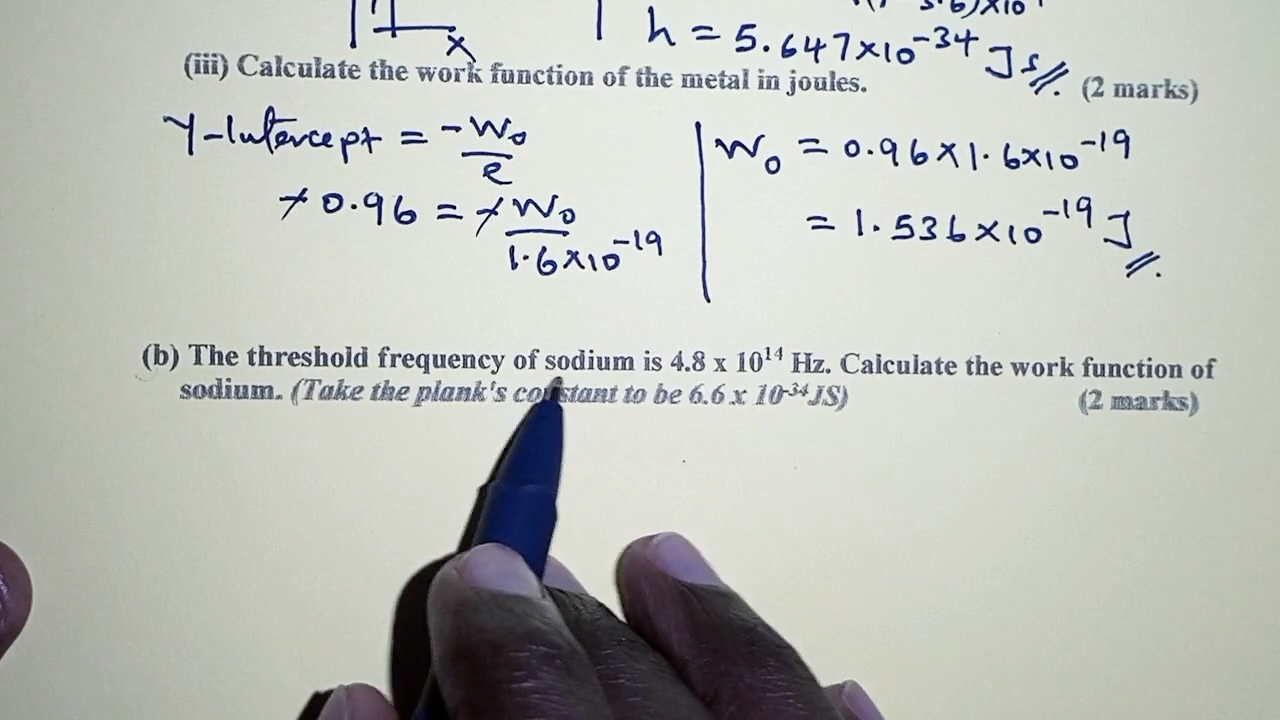 h = 5.647×10⁻³⁴ Js
x
(iii) Calculate the work function of the metal in joules. (2 marks)
Y-Intercept = -W₀/e
-0.96 = -W₀/1.6×10⁻¹⁹
W₀ = 0.96×1.6×10⁻¹⁹
= 1.536×10⁻¹⁹ J
(b) The threshold frequency of sodium is 4.8 x 10¹⁴ Hz. Calculate the work function of
sodium. (Take the plank's constant to be 6.6 x 10⁻³⁴JS) (2 marks)